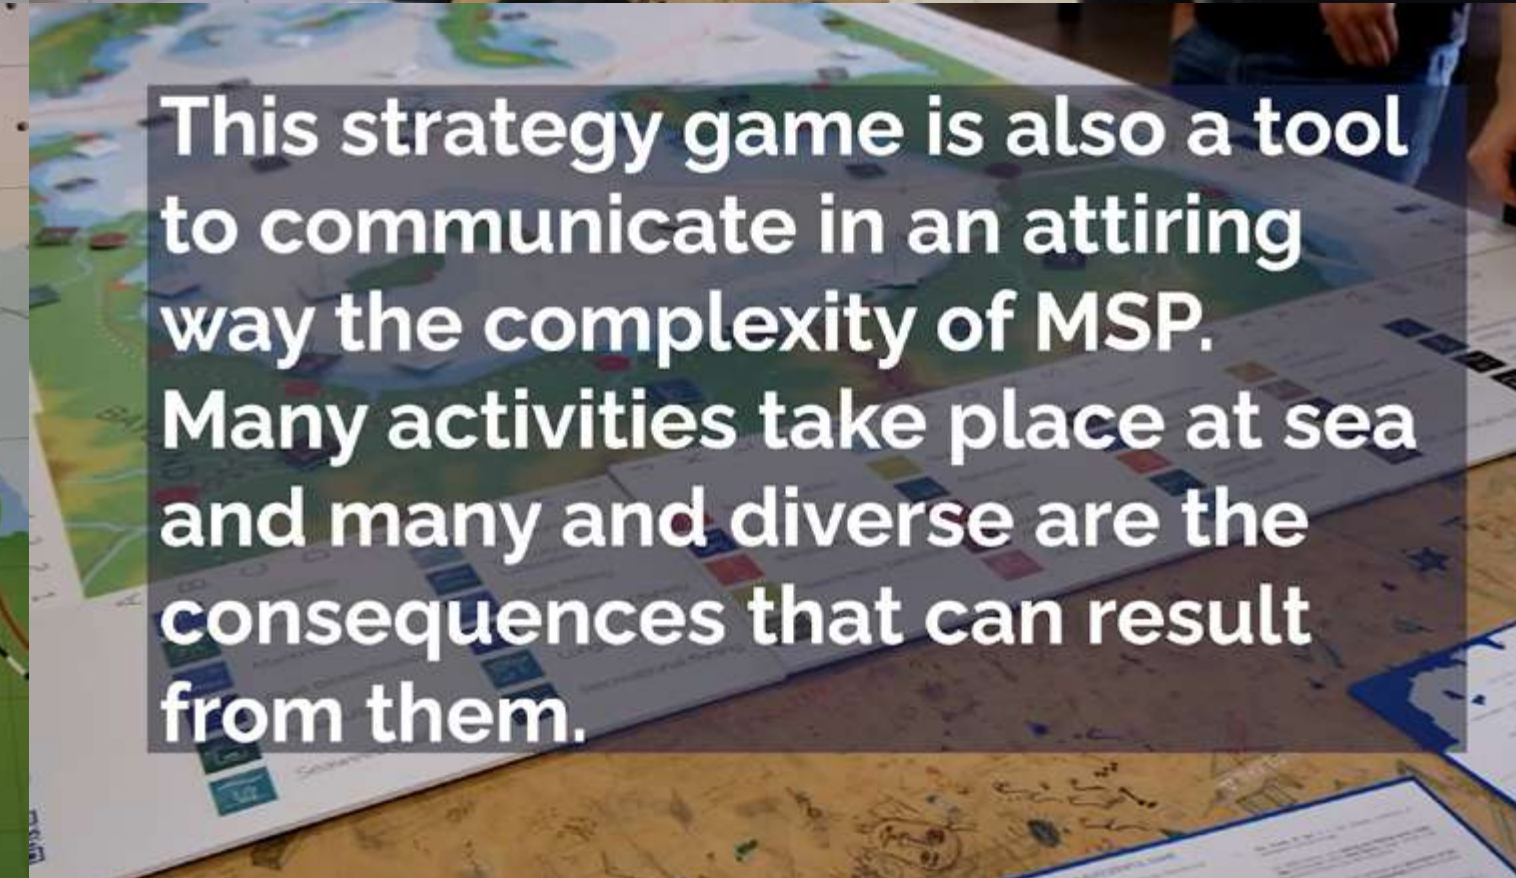 This strategy game is also a tool
to communicate in an attiring
way the complexity of MSP.
Many activities take place at sea
and many and diverse are the
consequences that can result
from them.